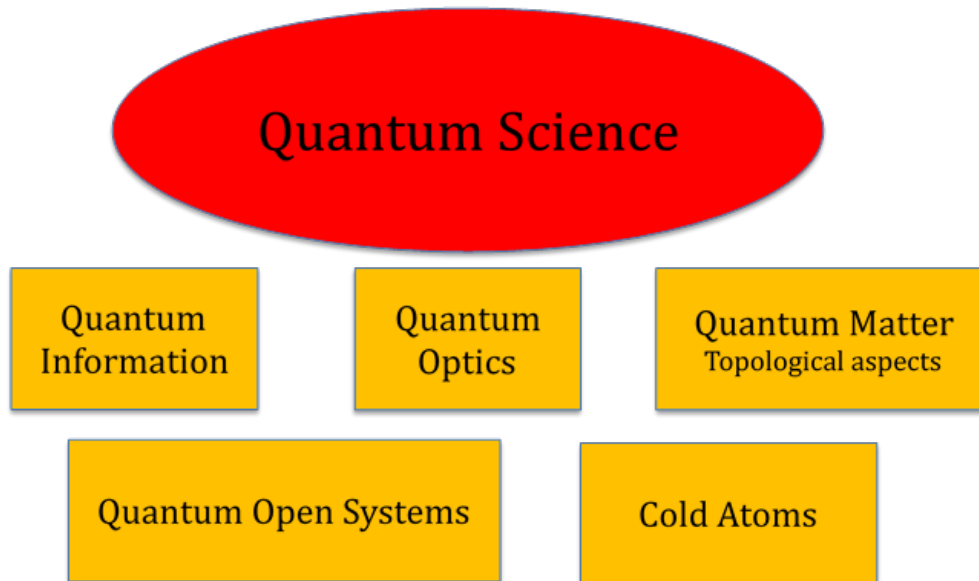 Quantum Science
Quantum
Information
Quantum
Optics
Quantum Matter
Topological aspects
Quantum Open Systems
Cold Atoms